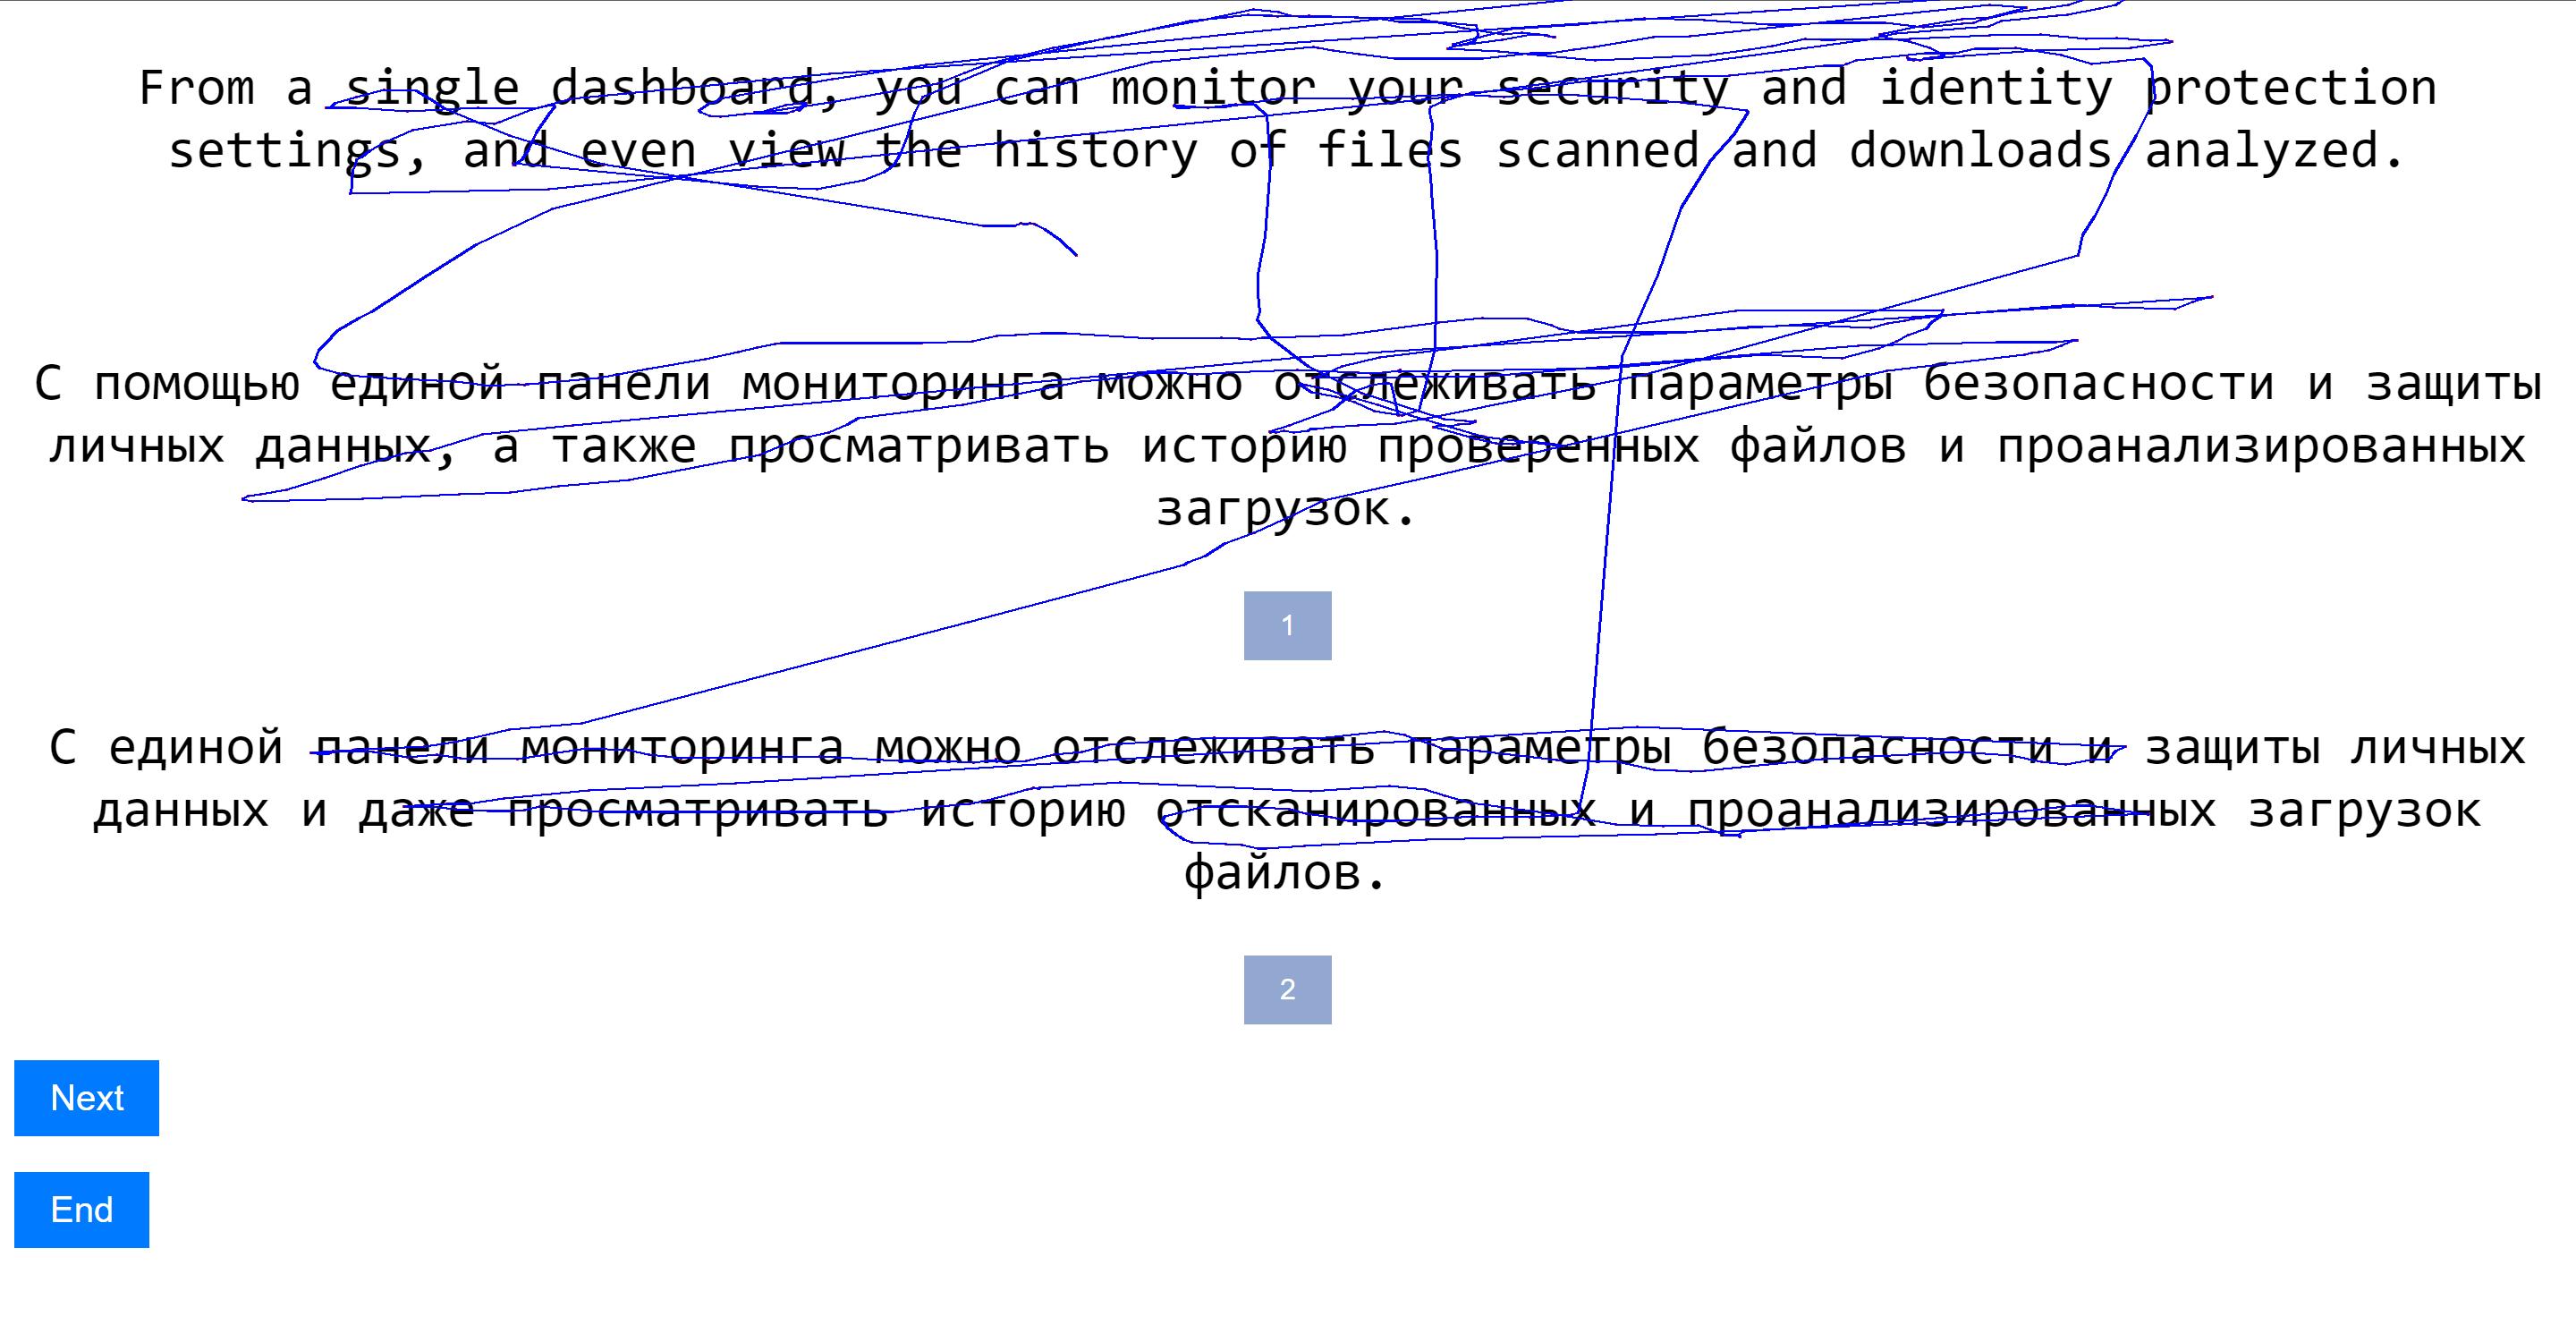 From a single dashboard, you can monitor your security and identity protection
settings, and even view the history of files scanned and downloads analyzed.
С помощью единой панели мониторинга можно отслеживать параметры безопасности и защиты
личных данных, а также просматривать историю проверенных файлов и проанализированных
загрузок.
1
С единой панели мониторинга можно отслеживать параметры безопасности и защиты личных
данных и даже просматривать историю отсканированных и проанализированных загрузок
файлов.
2
Next
End